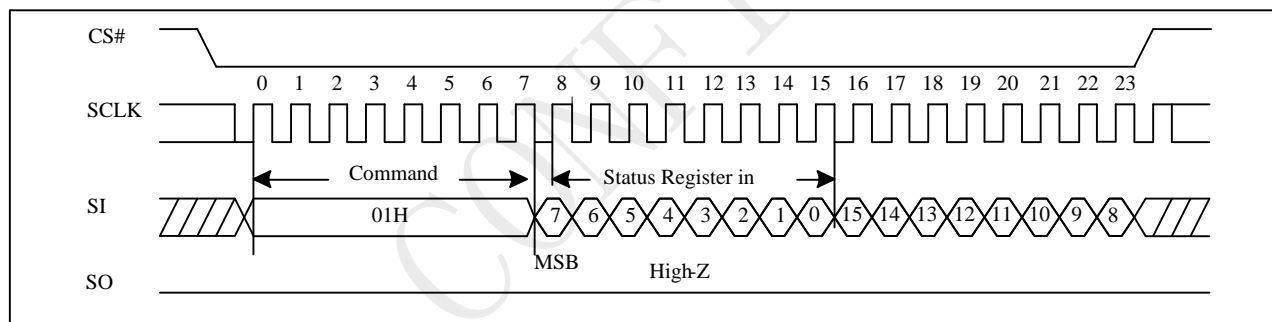 CS#
0 1 2 3 4 5 6 7 8 9 10 11 12 13 14 15 16 17 18 19 20 21 22 23
SCLK
Command Status Register in
SI 01H 7 6 5 4 3 2 1 0 15 14 13 12 11 10 9 8
MSB High-Z
SO